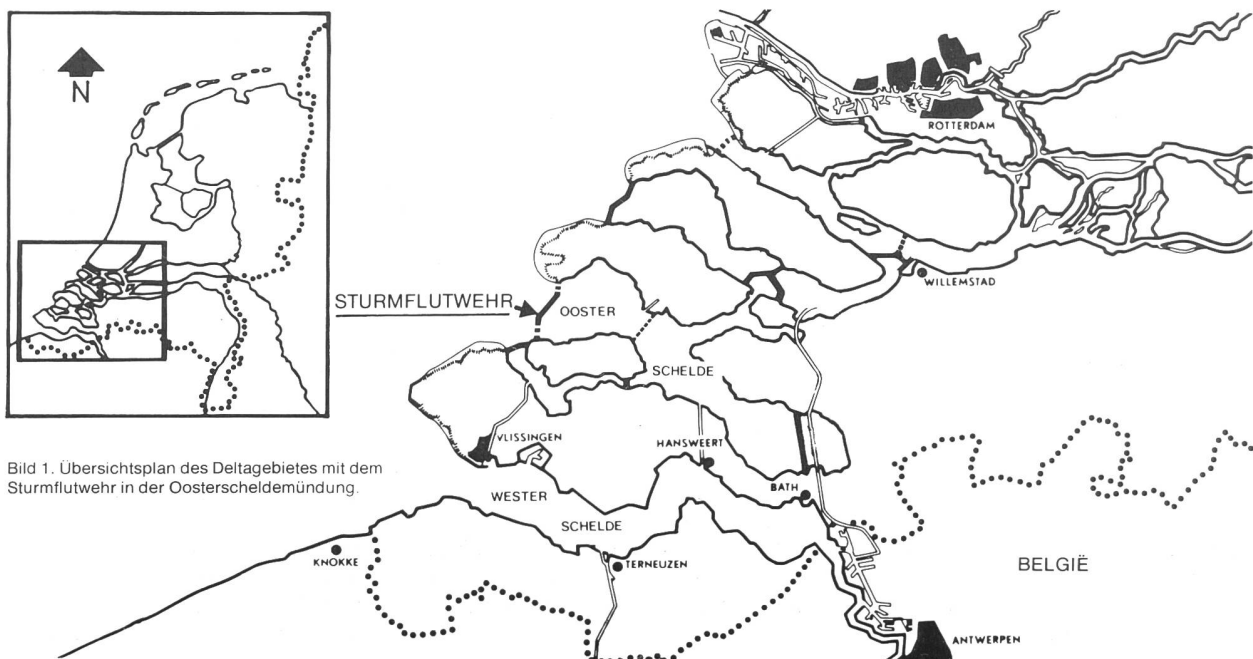 N
ROTTERDAM
WILLEMSTAD
STURMFLUTWEHR
OOSTER
SCHELDE
VLISSINGEN
HANSWEERT
Bild 1. Übersichtsplan des Deltagebietes mit dem
Sturmflutwehr in der Oosterscheldemündung.
WESTER
BATH
SCHELDE
KNOKKE
TERNEUZEN
BELGIË
ANTWERPEN